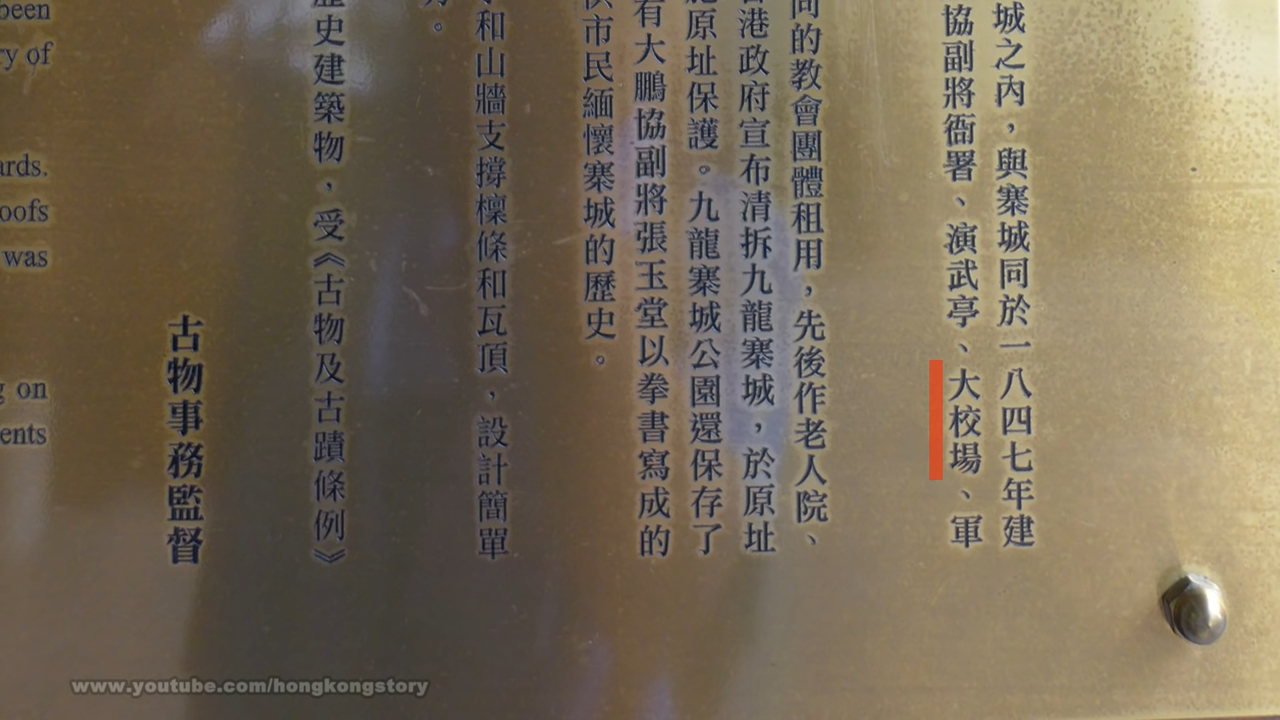 城之內，與寨城同於一八四七年建
協副將衙署、演武亭、大校場、軍
同的教會團體租用，先後作老人院、
港政府宣布清拆九龍寨城，於原址
原址保護。九龍寨城公園還保存了
有大鵬協副將張玉堂以拳書寫成的
供市民緬懷寨城的歷史。
和山牆支撐檁條和瓦頂，設計簡單
。
歷史建築物，受《古物及古蹟條例》
古物事務監督
been
ry of
ards.
oofs
was
g on
ents
www.youtube.com/hongkongstory